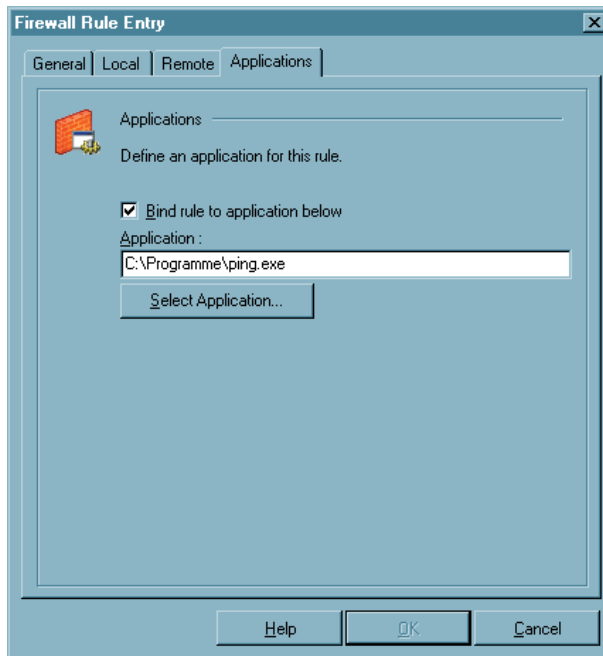 Firewall Rule Entry
General Local Remote Applications
Applications
Define an application for this rule.
Bind rule to application below
Application :
C:\Programme\ping.exe
Select Application...
Help OK Cancel